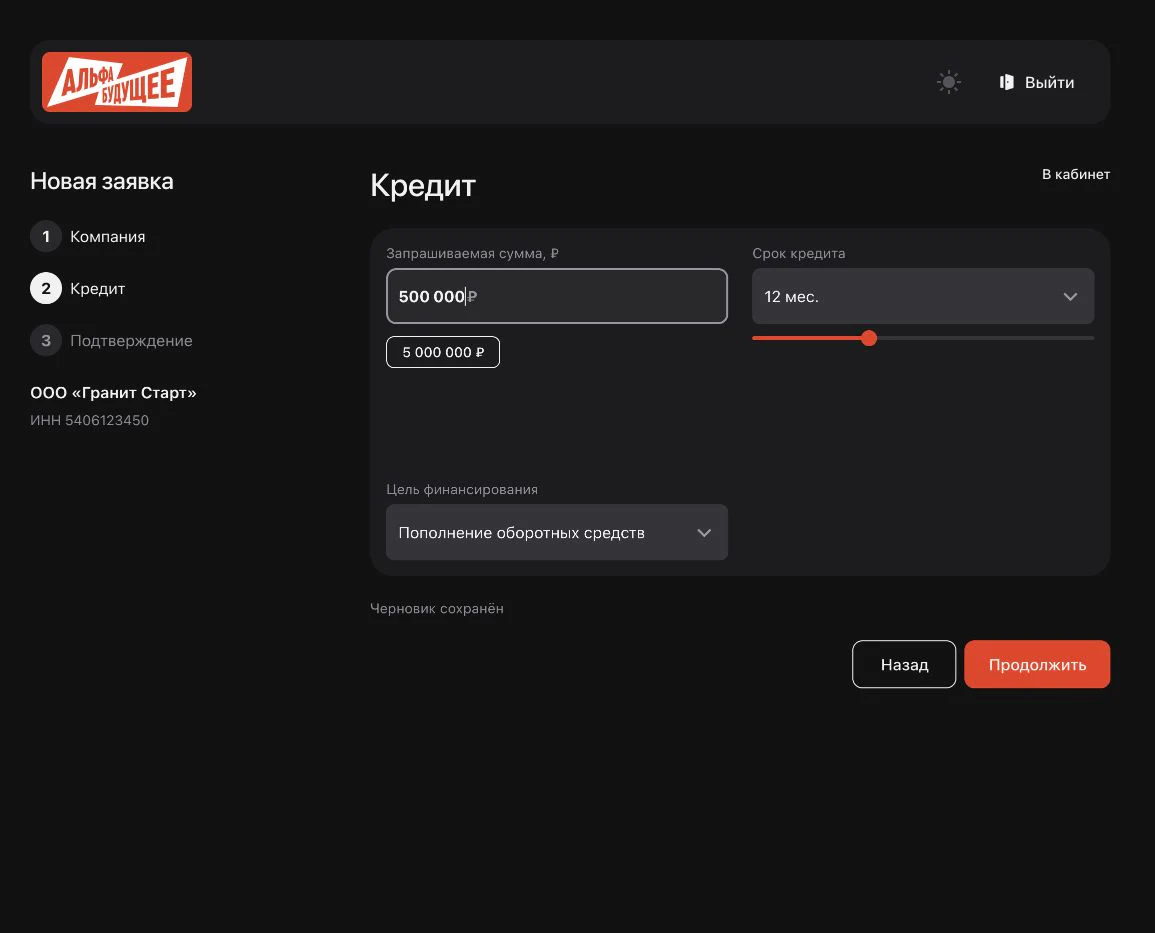 АЛЬФА
БУДУЩЕЕ
Выйти
Новая заявка
1 Компания
2 Кредит
3 Подтверждение
ООО «Гранит Старт»
ИНН 5406123450
Кредит
В кабинет
Запрашиваемая сумма, ₽
500 000 ₽
5 000 000 ₽
Срок кредита
12 мес.
Цель финансирования
Пополнение оборотных средств
Черновик сохранён
Назад
Продолжить